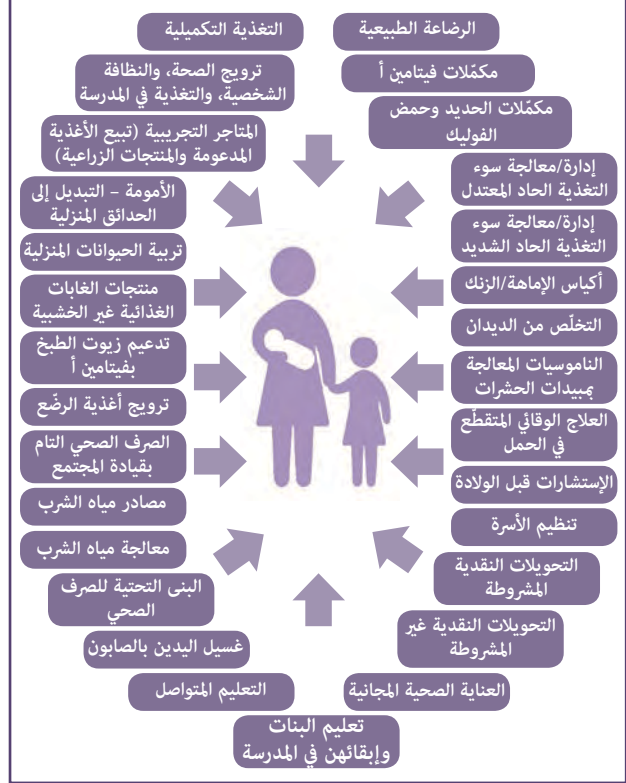 الرضاعة الطبيعية
مكمّلات فيتامين أ
مكمّلات الحديد وحمض
الفوليك
إدارة/معالجة سوء
التغذية الحاد المعتدل
إدارة/معالجة سوء
التغذية الحاد الشديد
أكياس الإماهة/الزنك
التخلّص من الديدان
الناموسيات المعالجة
بمبيدات الحشرات
العلاج الوقائي المتقطّع
في الحمل
الإستشارات قبل الولادة
تنظيم الأسرة
التحويلات النقدية
المشروطة
التحويلات النقدية غير
المشروطة
العناية الصحية المجانية
التغذية التكميلية
ترويج الصحة، والنظافة
الشخصية، والتغذية في المدرسة
المتاجر التجريبية (تبيع الأغذية
المدعومة والمنتجات الزراعية)
الأمومة – التبديل إلى
الحدائق المنزلية
تربية الحيوانات المنزلية
منتجات الغابات
الغذائية غير الخشبية
تدعيم زيوت الطبخ
بفيتامين أ
ترويج أغذية الرضّع
الصرف الصحي التام
بقيادة المجتمع
مصادر مياه الشرب
معالجة مياه الشرب
البنى التحتية للصرف
الصحي
غسيل اليدين بالصابون
التعليم المتواصل
تعليم البنات
وإبقائهن في المدرسة